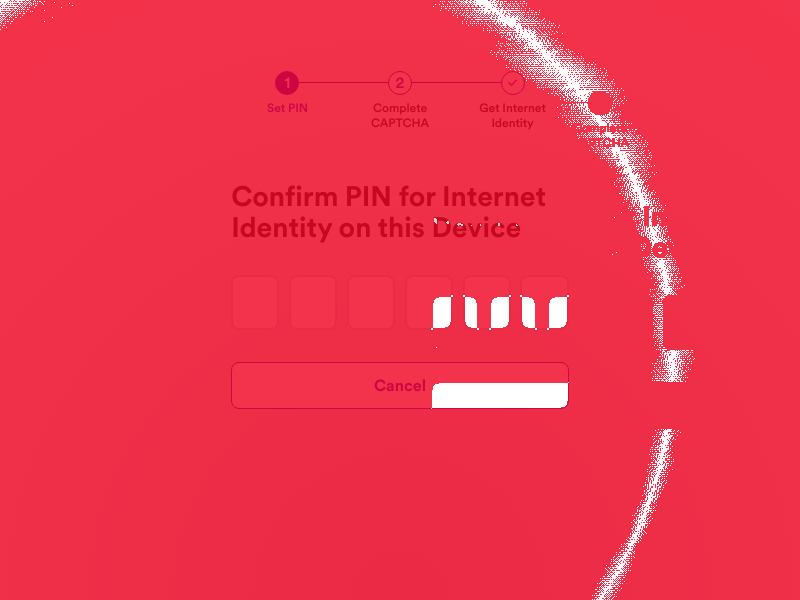 1 2
Set PIN Complete Get Internet
CAPTCHA Identity
Confirm PIN for Internet
Identity on this Device
Cancel